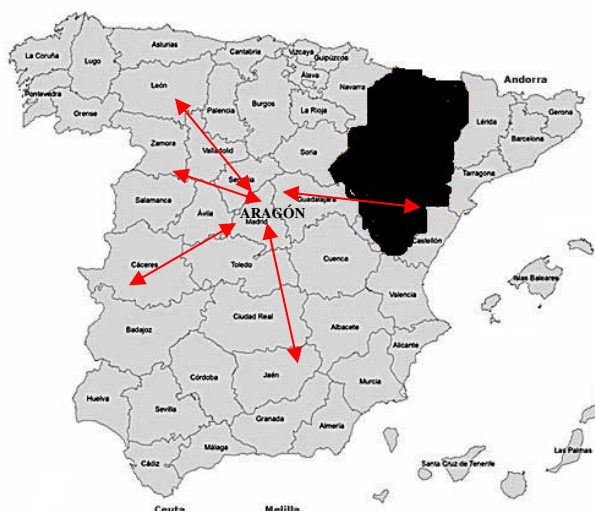 La Coruña
Lugo
Asturias
Cantabria
Vizcaya
Guipúzcos
Álava
Navarra
Andorra
Pontevedra
Orense
León
Palencia
Burgos
La Rioja
Lérida
Gerona
Barcelona
Zamora
Valladolid
Soria
Tarragona
Salamanca
Ávila
Guadalajara
ARAGÓN
Madrid
Castellón
Cáceres
Toledo
Cuenca
Valencia
Islas Baleares
Badajoz
Ciudad Real
Albacete
Alicante
Huelva
Sevilla
Córdoba
Jaén
Murcia
Granada
Almería
Málaga
Cádiz
Santa Cruz de Tenerife
Las Palmas
Ceuta
Melilla